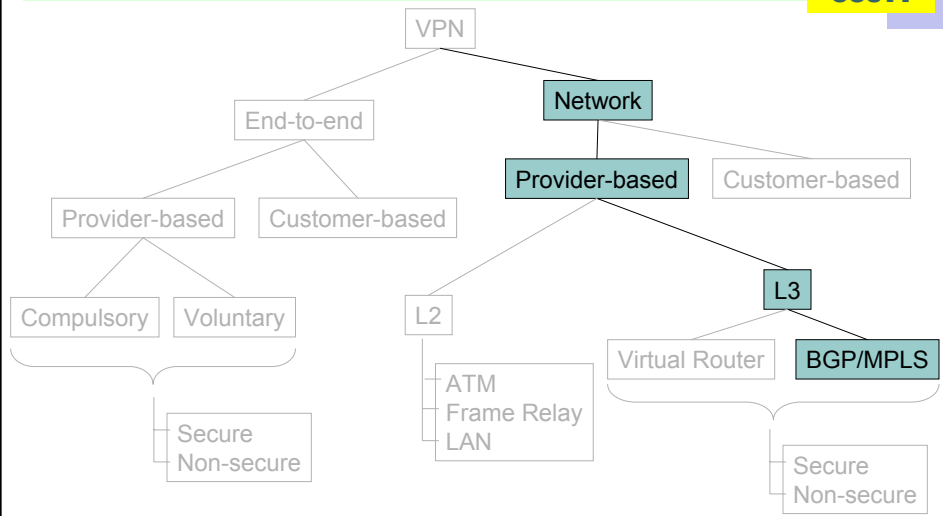 VPN
End-to-end
Network
Provider-based
Customer-based
Provider-based
Customer-based
Compulsory
Voluntary
L2
L3
ATM
Frame Relay
LAN
Virtual Router
BGP/MPLS
Secure
Non-secure
Secure
Non-secure